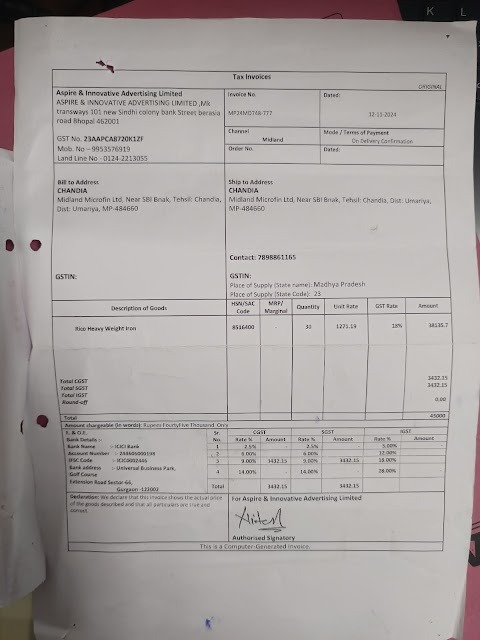 K L
Tax Invoices
ORIGINAL
Aspire & Innovative Advertising Limited
ASPIRE & INNOVATIVE ADVERTISING LIMITED ,Mk
transways 101 new Sindhi colony bank Street berasia
road Bhopal 462001
GST No. 23AAPCA8720K1ZF
Mob. No – 9953576919
Land Line No - 0124-2213055
Invoice No. Dated:
MP24MD748-777 12-11-2024
Channel Mode / Terms of Payment
Midland On Delivery Confirmation
Order No. Dated:
Bill to Address
CHANDIA
Midland Microfin Ltd, Near SBI Bnak, Tehsil: Chandia,
Dist: Umariya, MP-484660
GSTIN:
Ship to Address
CHANDIA
Midland Microfin Ltd, Near SBI Bnak, Tehsil: Chandia, Dist: Umariya,
MP-484660
Contact: 7898861165
GSTIN:
Place of Supply (State name): Madhya Pradesh
Place of Supply (State Code): 23
Description of Goods HSN/SAC Code MRP/ Marginal Quantity Unit Rate GST Rate Amount
Rico Heavy Weight Iron 8516400 - 30 1271.19 18% 38135.7
Total CGST 3432.15
Total SGST 3432.15
Total IGST
Round-off 0.00
Total 45000
Amount chargeable (in words): Rupees FourtyFive Thousand Only
E. & O.E.
Bank Details :-
Bank Name :- ICICI Bank
Account Number :-
IFSC Code :- ICIC0002446
Bank address :- Universal Business Park,
Golf Course
Extension Road Sector-66,
Gurgaon -122002
Sr. No. CGST SGST IGST
Rate % Amount Rate % Amount Rate % Amount
1 2.5% 2.5% 5.00%
2 6.00% 6.00% 12.00%
3 9.00% 3432.15 9.00% 3432.15 18.00%
4 14.00% - 14.00% 28.00%
Total 3432.15 3432.15
Declaration: We declare that this invoice shows the actual price
of the goods described and that all particulars are true and
correct.
For Aspire & Innovative Advertising Limited
Authorised Signatory
This is a Computer-Generated Invoice.